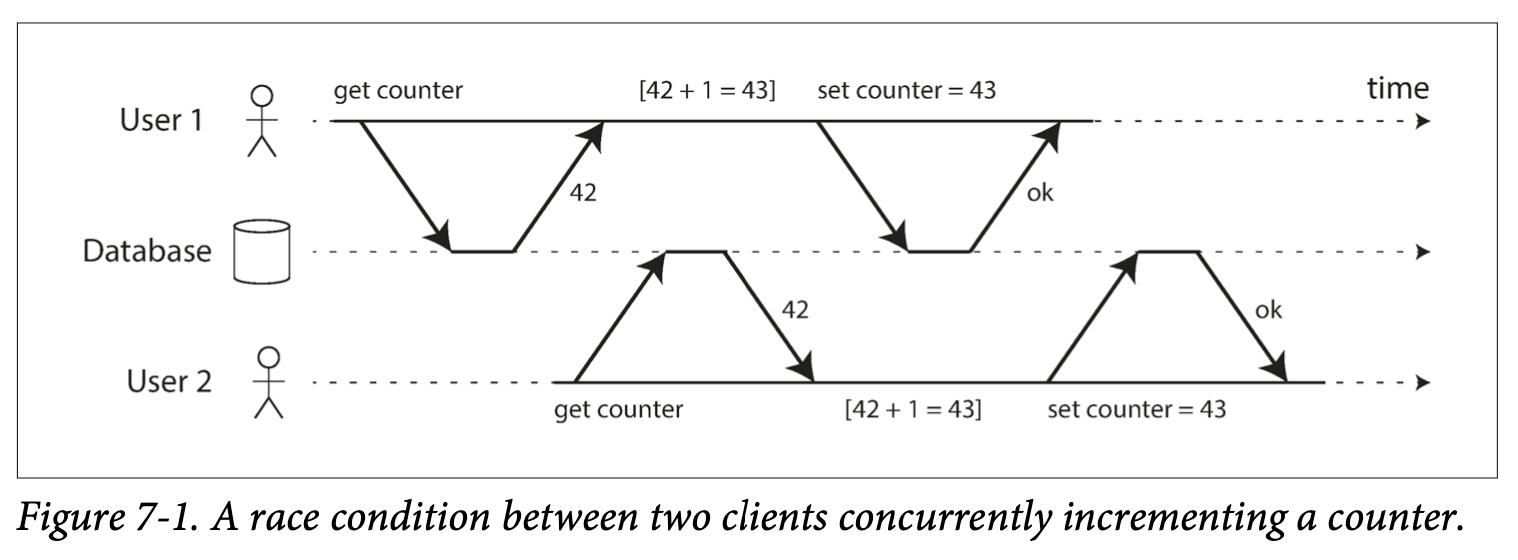 get counter [42 + 1 = 43] set counter = 43 time
User 1
42 ok
Database
42 ok
User 2
get counter [42 + 1 = 43] set counter = 43
Figure 7-1. A race condition between two clients concurrently incrementing a counter.